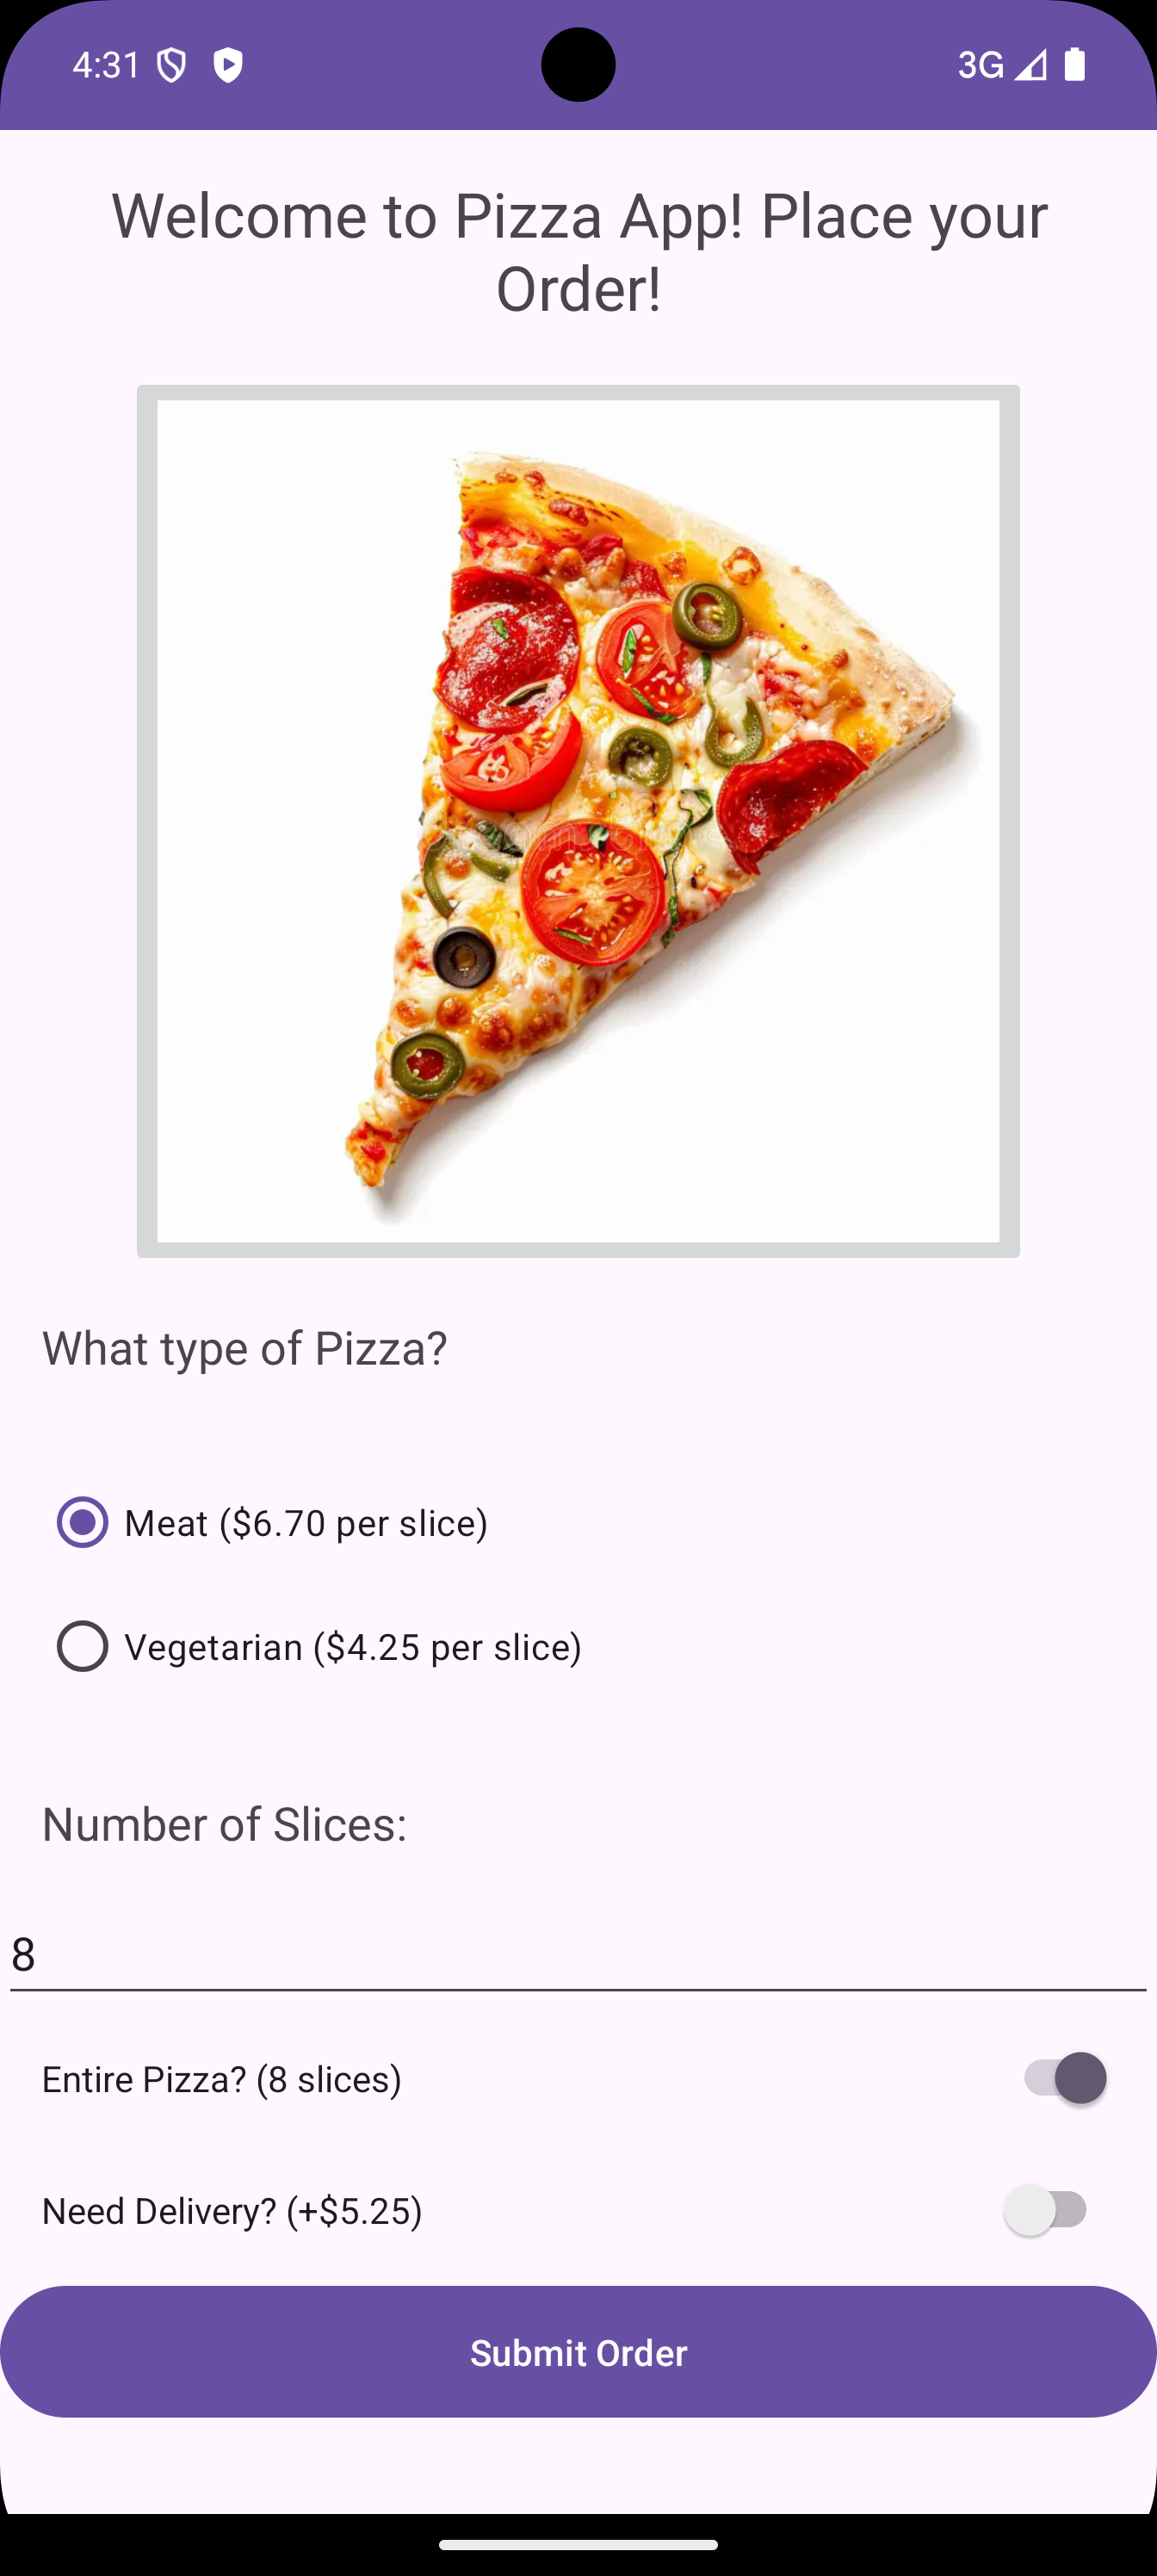 4:31
3G
Welcome to Pizza App! Place your
Order!
What type of Pizza?
Meat ($6.70 per slice)
Vegetarian ($4.25 per slice)
Number of Slices:
8
Entire Pizza? (8 slices)
Need Delivery? (+$5.25)
Submit Order